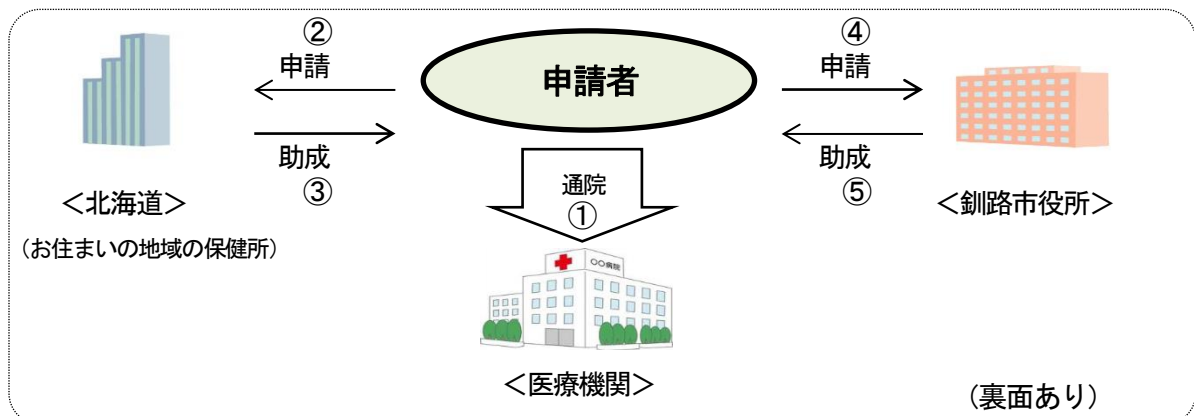 ②
申請
助成
③
<北海道>
(お住まいの地域の保健所)
申請者
通院
①
〇〇病院
<医療機関>
④
申請
助成
⑤
<釧路市役所>
(裏面あり)